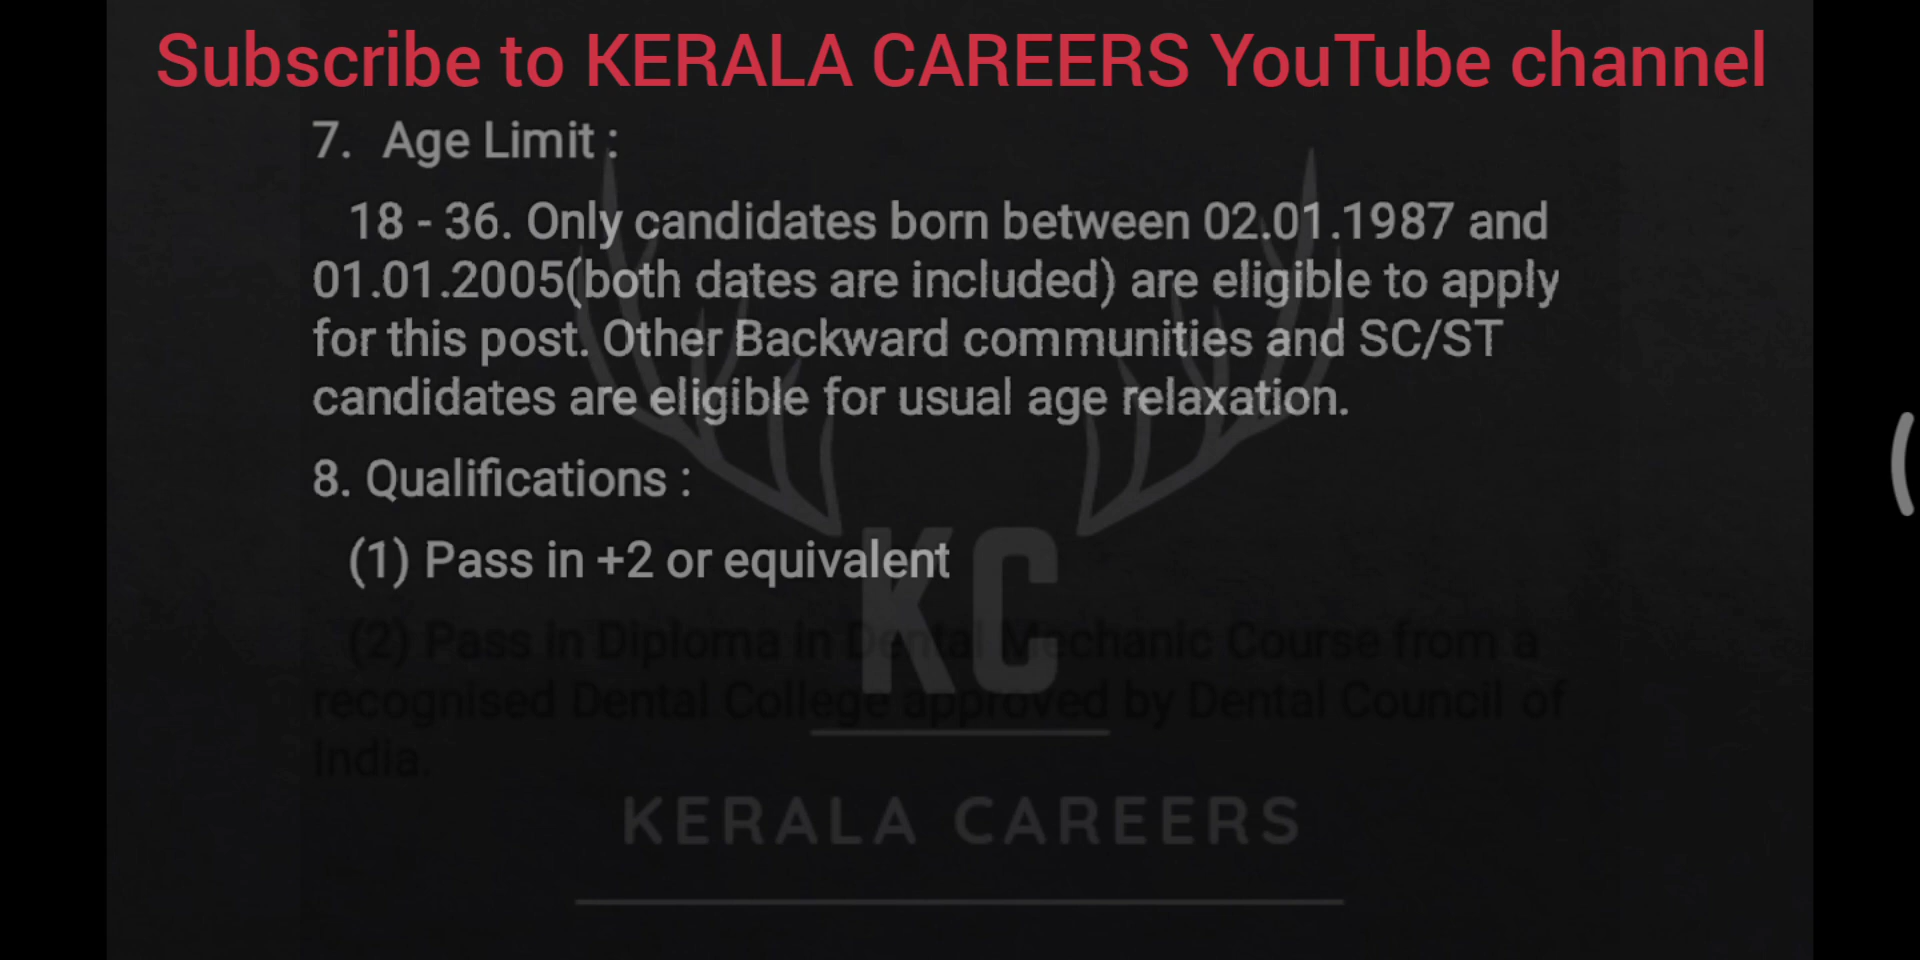 Subscribe to KERALA CAREERS YouTube channel
7. Age Limit :
18 - 36. Only candidates born between 02.01.1987 and
01.01.2005(both dates are included) are eligible to apply
for this post. Other Backward communities and SC/ST
candidates are eligible for usual age relaxation.
8. Qualifications :
(1) Pass in +2 or equivalent
(2) Pass in Diploma in Dental Mechanic Course from a
recognised Dental College approved by Dental Council of
India.
KC
KERALA CAREERS